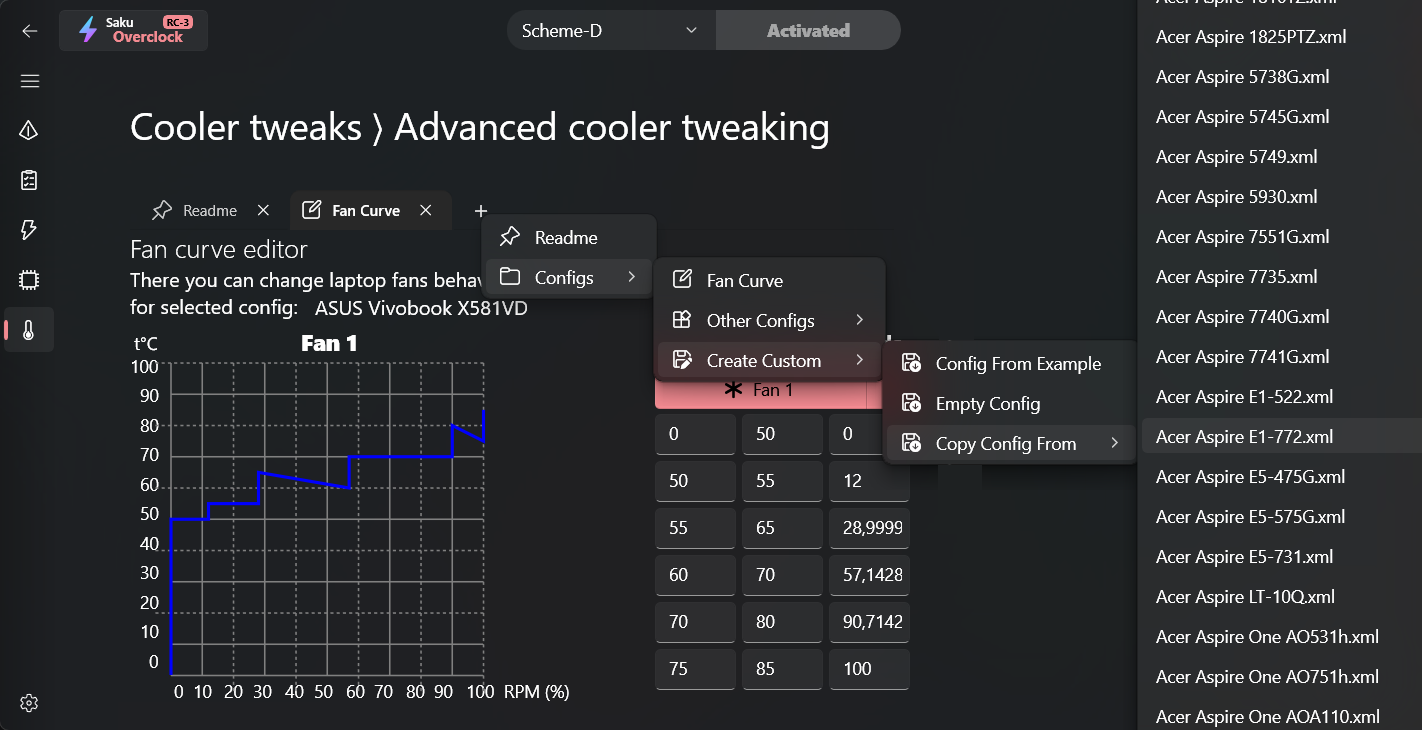 Saku RC-3
Overclock
Scheme-D
Activated
Cooler tweaks ⟩ Advanced cooler tweaking
Readme
Fan Curve
Fan curve editor
There you can change laptop fans
for selected config: ASUS Vivobook X581VD
Readme
Configs
Fan Curve
Other Configs
Create Custom
Config From Example
Empty Config
Copy Config From
t°C
Fan 1
100
90
80
70
60
50
40
30
20
10
0
0 10 20 30 40 50 60 70 80 90 100 RPM (%)
Fan 1
0 50 0
50 55 12
55 65 28,9999
60 70 57,1428
70 80 90,7142
75 85 100
Acer Aspire 1825PTZ.xml
Acer Aspire 5738G.xml
Acer Aspire 5745G.xml
Acer Aspire 5749.xml
Acer Aspire 5930.xml
Acer Aspire 7551G.xml
Acer Aspire 7735.xml
Acer Aspire 7740G.xml
Acer Aspire 7741G.xml
Acer Aspire E1-522.xml
Acer Aspire E1-772.xml
Acer Aspire E5-475G.xml
Acer Aspire E5-575G.xml
Acer Aspire E5-731.xml
Acer Aspire LT-10Q.xml
Acer Aspire One AO531h.xml
Acer Aspire One AO751h.xml
Acer Aspire One AOA110.xml